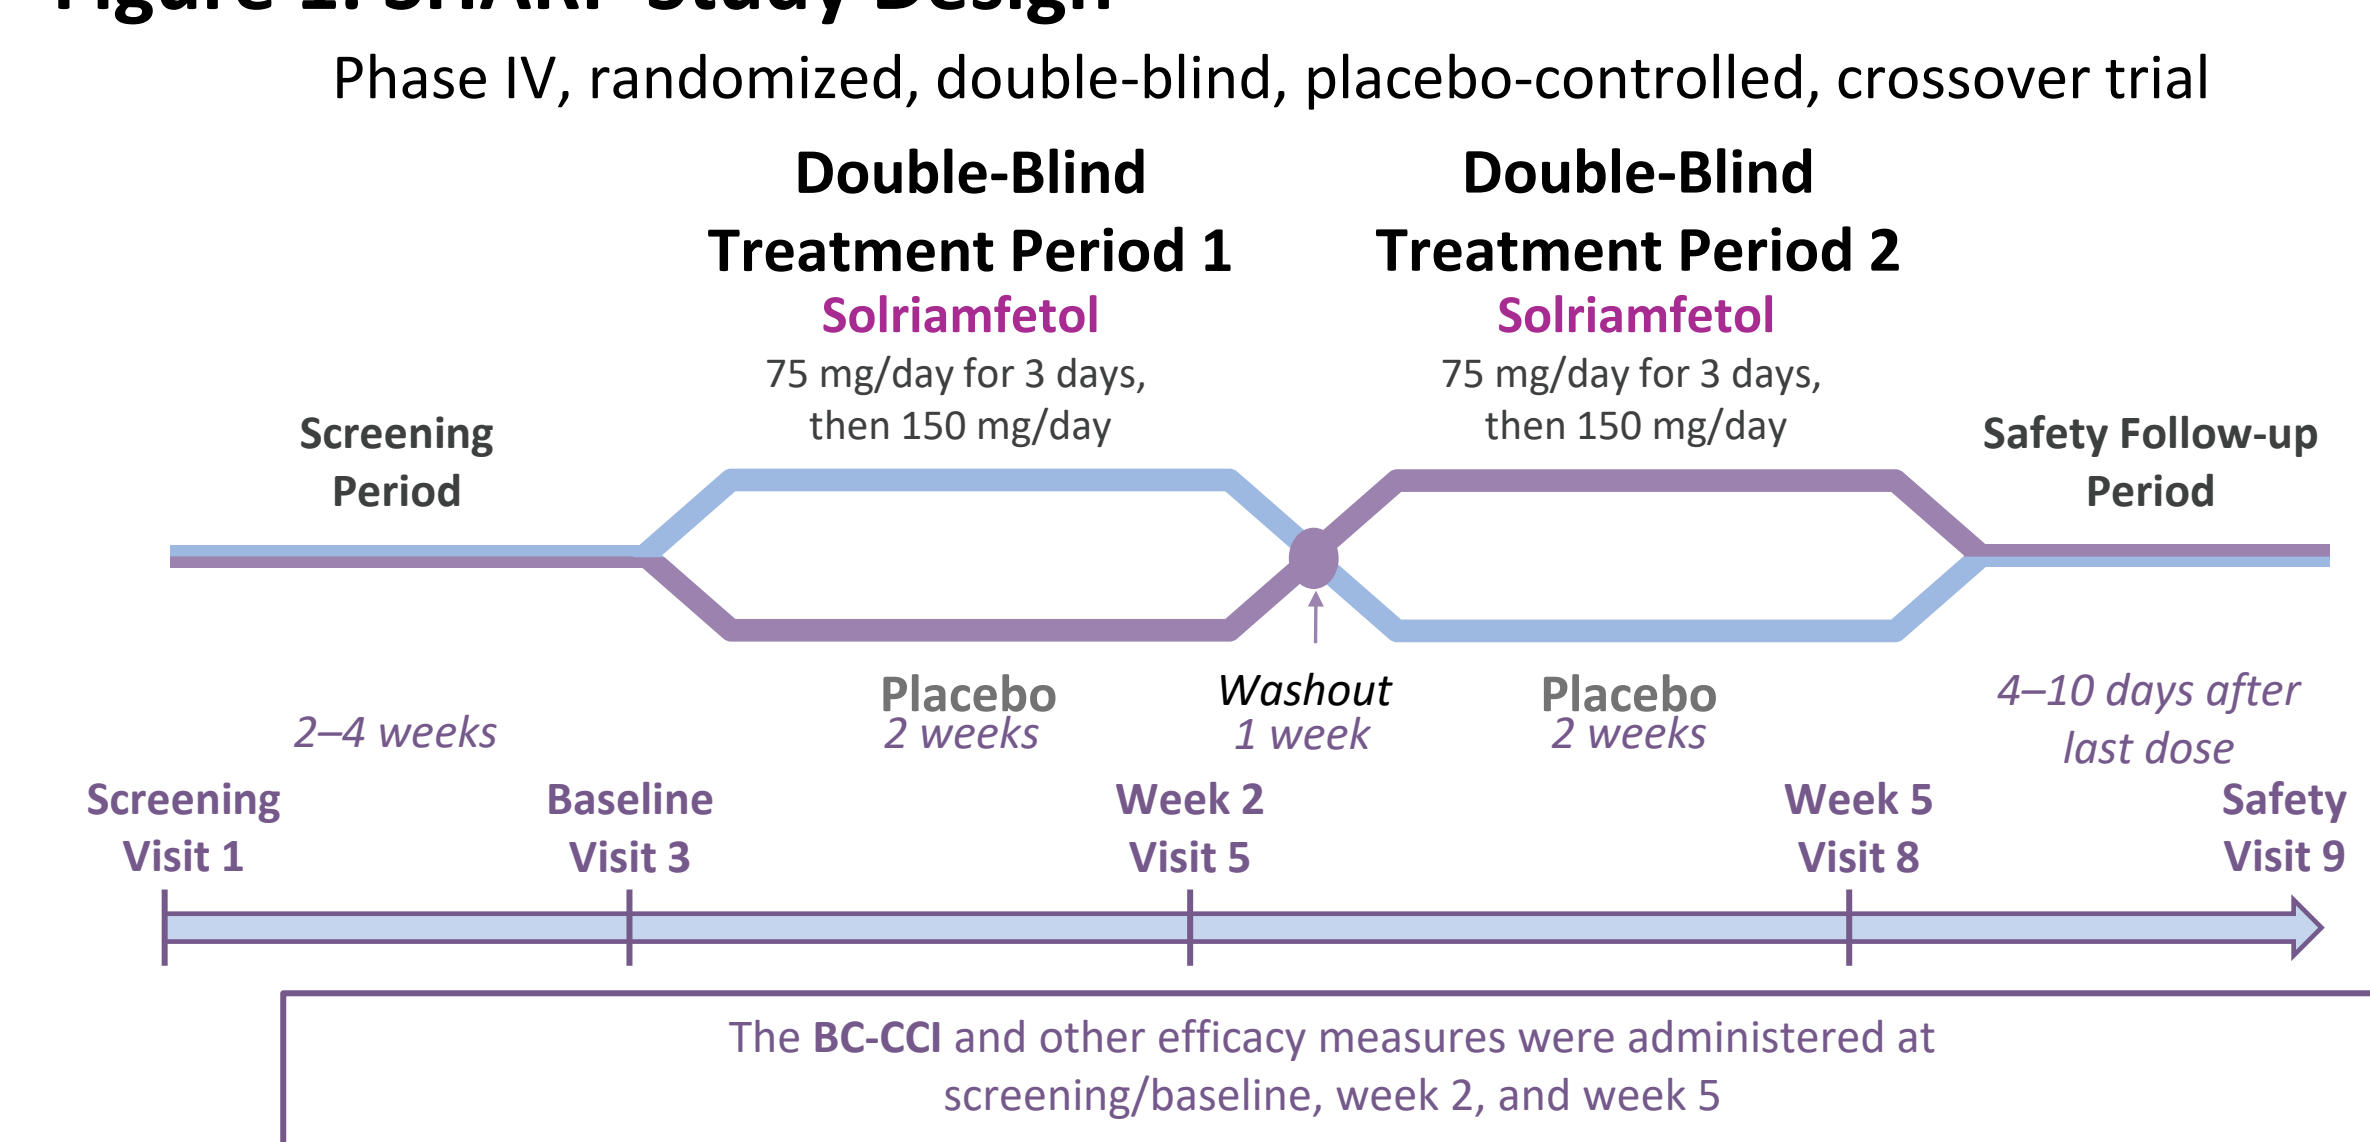 Figure 1. SHARP Study Design
Phase IV, randomized, double-blind, placebo-controlled, crossover trial
Double-Blind
Treatment Period 1
Solriamfetol
75 mg/day for 3 days,
then 150 mg/day
Double-Blind
Treatment Period 2
Solriamfetol
75 mg/day for 3 days,
then 150 mg/day
Screening
Period
Safety Follow-up
Period
Placebo
2 weeks
Washout
1 week
Placebo
2 weeks
2–4 weeks
4–10 days after
last dose
Screening
Visit 1
Baseline
Visit 3
Week 2
Visit 5
Week 5
Visit 8
Safety
Visit 9
The BC-CCI and other efficacy measures were administered at
screening/baseline, week 2, and week 5